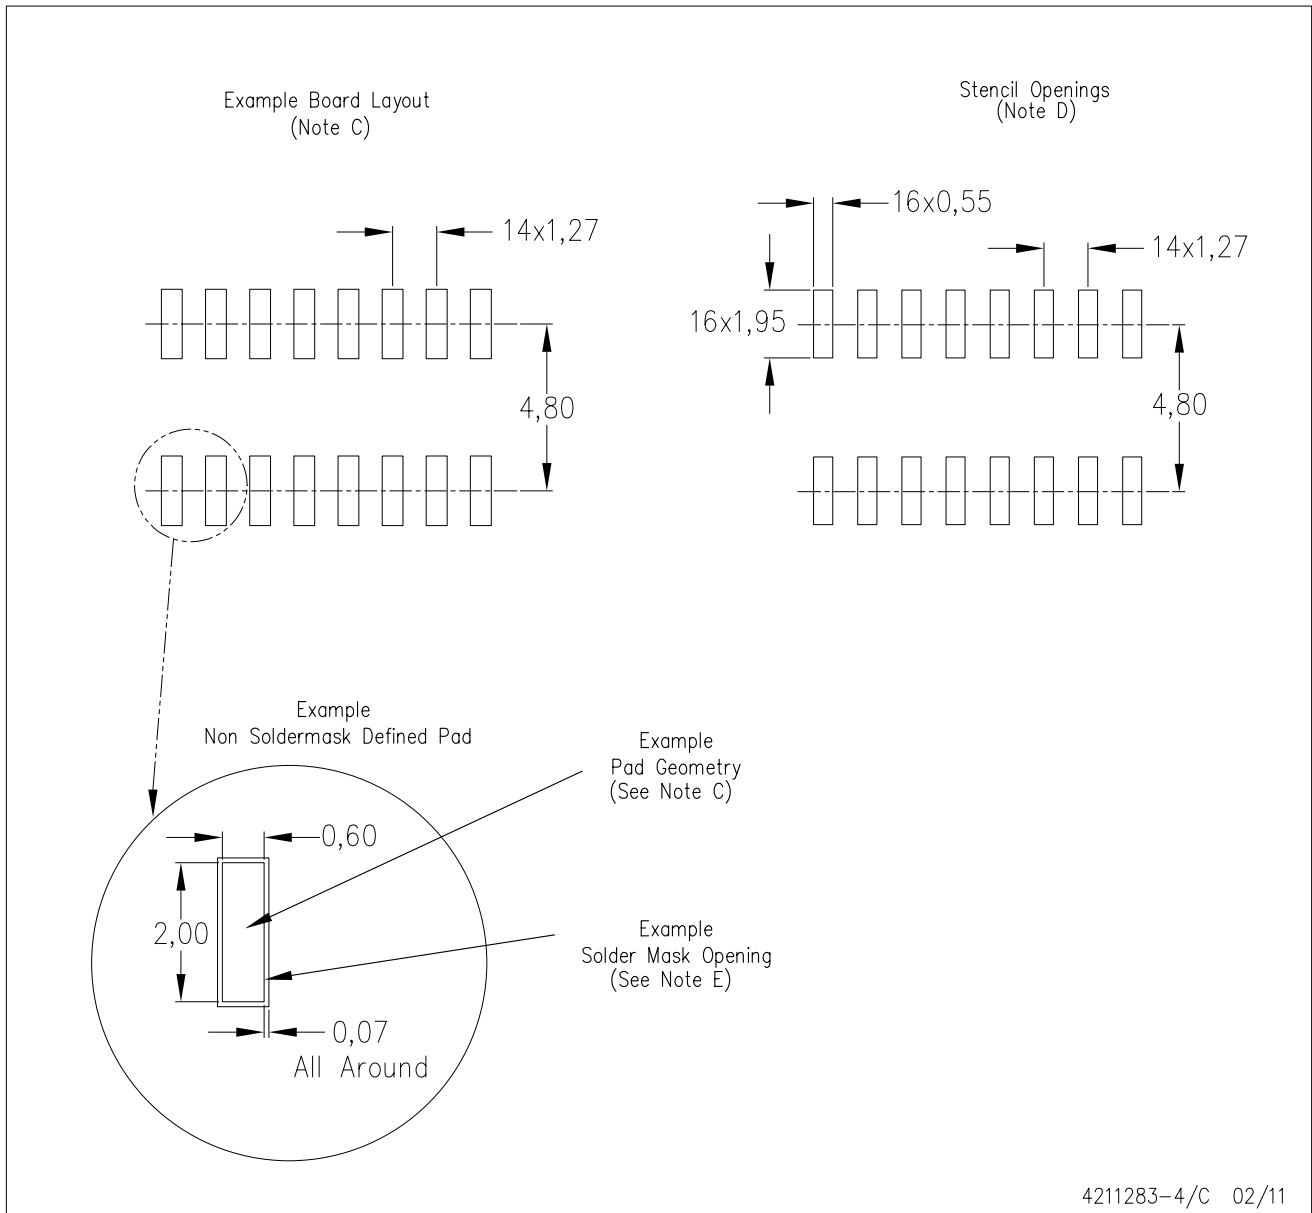 Example Board Layout
(Note C)
Stencil Openings
(Note D)
14x1,27
4,80
16x0,55
14x1,27
16x1,95
4,80
Example
Non Soldermask Defined Pad
Example
Pad Geometry
(See Note C)
0,60
2,00
Example
Solder Mask Opening
(See Note E)
0,07
All Around
4211283-4/C 02/11